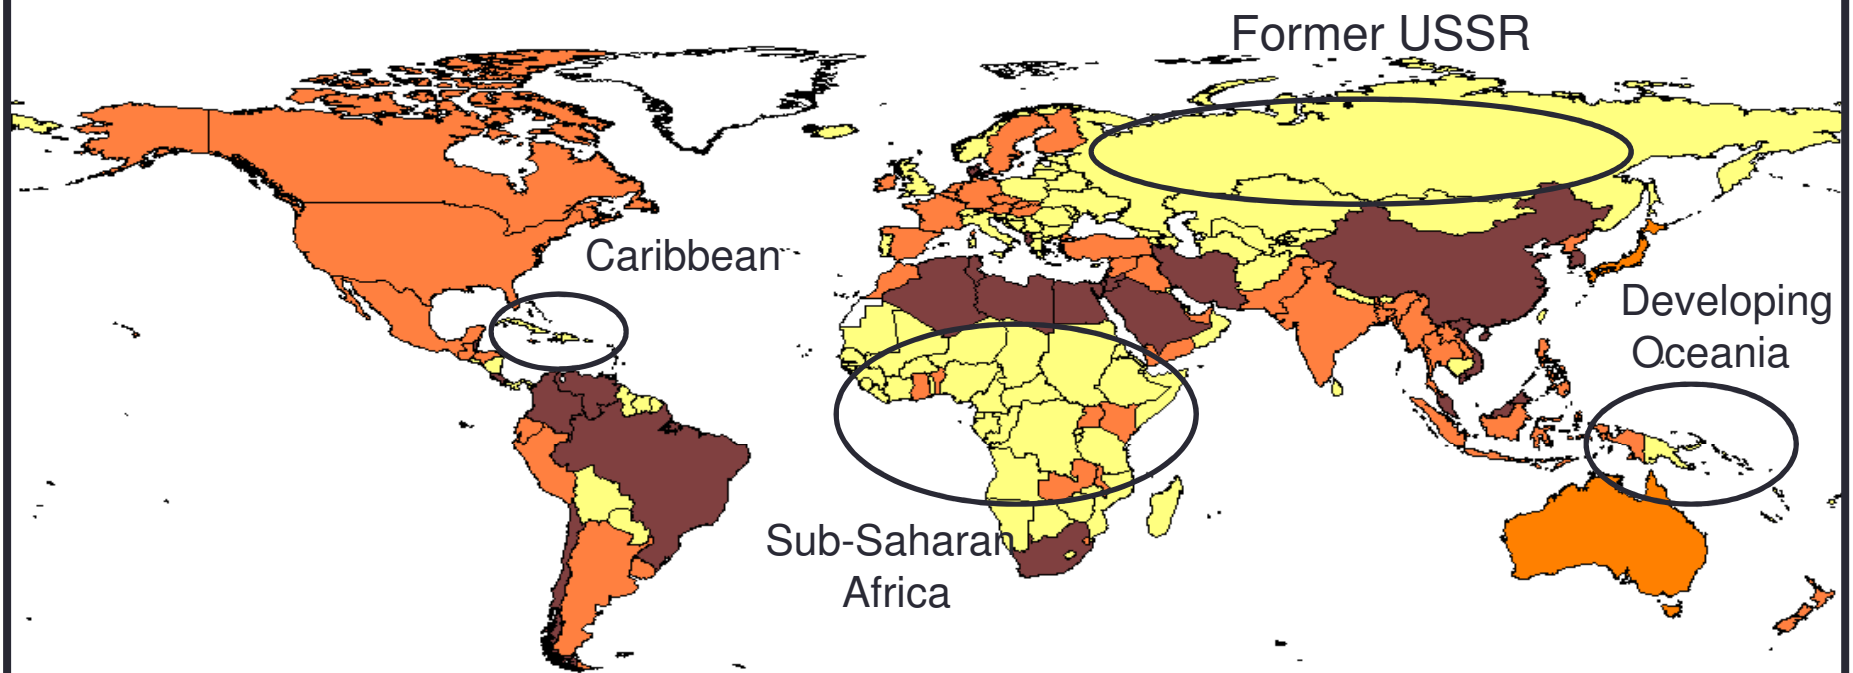 Former USSR
Caribbean
Developing
Oceania
Sub-Saharan
Africa